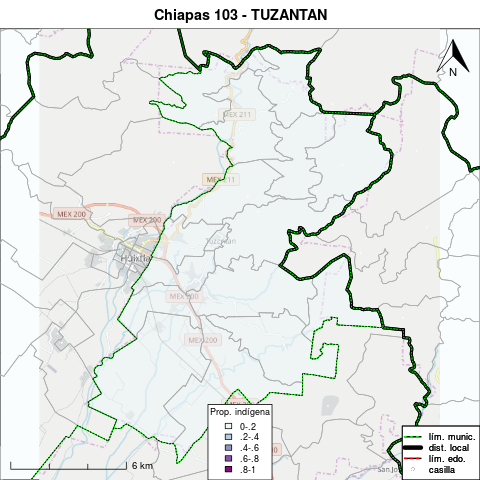 Chiapas 103 - TUZANTAN
N
MEX 211
MEX 211
MEX 200
MEX 200
Tuzantan
Huixtla
MEX 200
MEX 200
Prop. indígena
0-.2
.2-.4
.4-.6
.6-.8
.8-1
6 km
lím. munic.
dist. local
lím. edo.
casilla